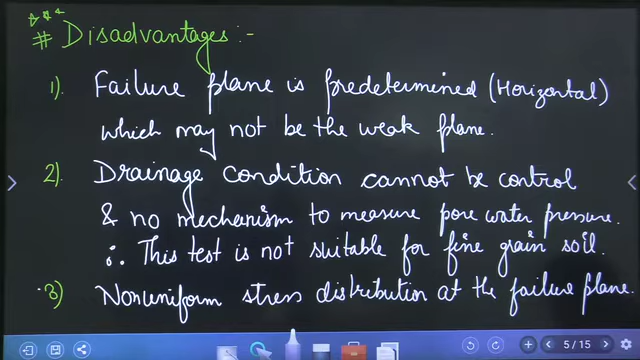 ***
# Disadvantages :-
1). Failure plane is predetermined (Horizontal)
which may not be the weak plane.
2). Drainage condition cannot be control
& no mechanism to measure pore water pressure.
∴ This test is not suitable for fine grain soil.
3) Nonuniform stress distribution at the failure plane.
5 / 15